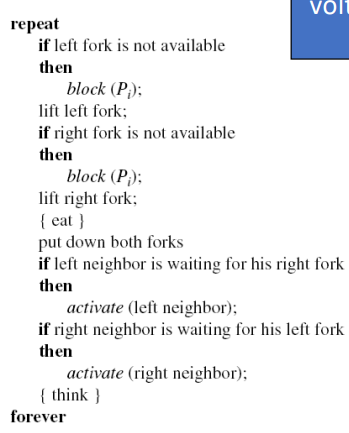 volt
repeat
if left fork is not available
then
block (Pi);
lift left fork;
if right fork is not available
then
block (Pi);
lift right fork;
{ eat }
put down both forks
if left neighbor is waiting for his right fork
then
activate (left neighbor);
if right neighbor is waiting for his left fork
then
activate (right neighbor);
{ think }
forever